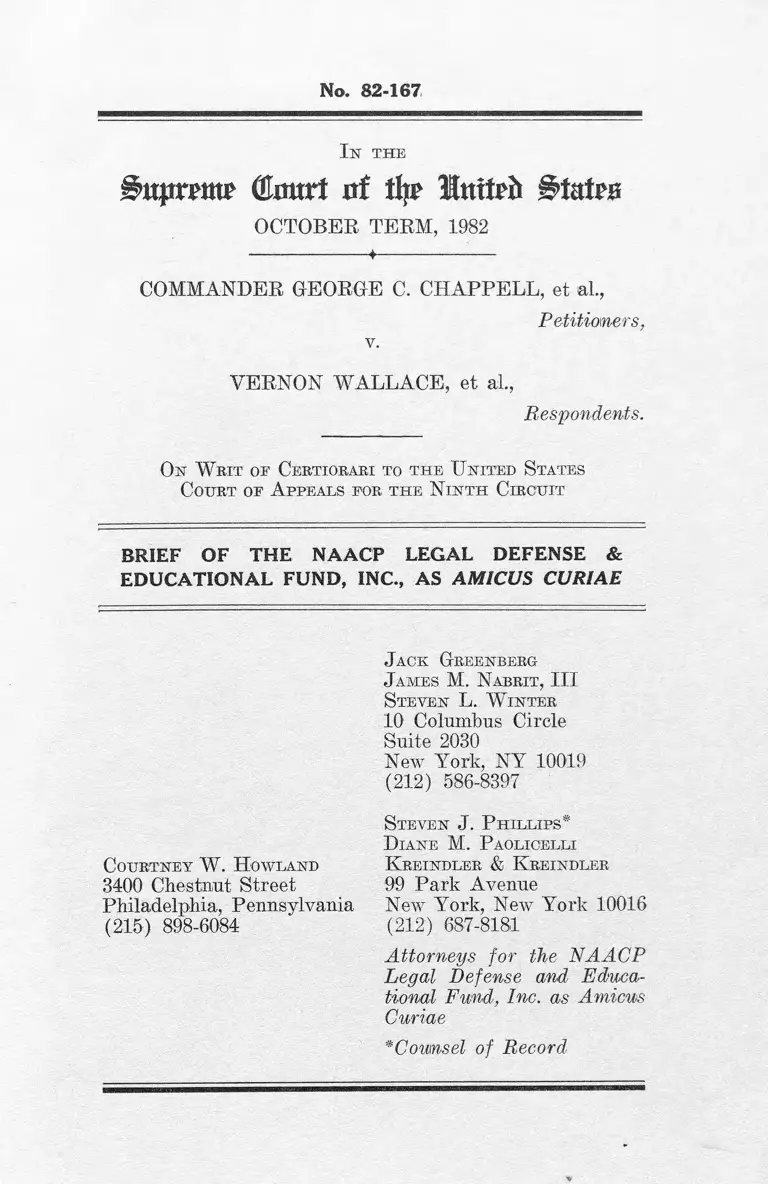 No. 82-167
IN THE
Supreme Court of the United States
OCTOBER TERM, 1982
COMMANDER GEORGE C. CHAPPELL, et al.,
Petitioners,
v.
VERNON WALLACE, et al.,
Respondents.
ON WRIT OF CERTIORARI TO THE UNITED STATES
COURT OF APPEALS FOR THE NINTH CIRCUIT
BRIEF OF THE NAACP LEGAL DEFENSE &
EDUCATIONAL FUND, INC., AS AMICUS CURIAE
JACK GREENBERG
JAMES M. NABRIT, III
STEVEN L. WINTER
10 Columbus Circle
Suite 2030
New York, NY 10019
(212) 586-8397
COURTNEY W. HOWLAND
3400 Chestnut Street
Philadelphia, Pennsylvania
(215) 898-6084
STEVEN J. PHILLIPS*
DIANE M. PAOLICELLI
KREINDLER & KREINDLER
99 Park Avenue
New York, New York 10016
(212) 687-8181
Attorneys for the NAACP
Legal Defense and Educa-
tional Fund, Inc. as Amicus
Curiae
*Counsel of Record